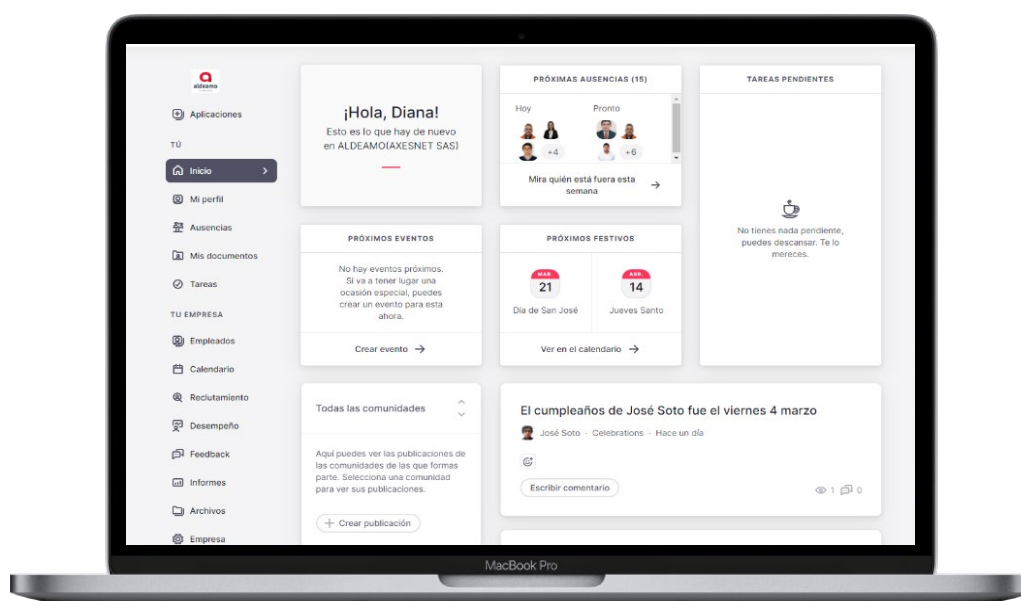 aldeamo
Aplicaciones
TÚ
Inicio
Mi perfil
Ausencias
Mis documentos
Tareas
TU EMPRESA
Empleados
Calendario
Reclutamiento
Desempeño
Feedback
Informes
Archivos
Empresa
¡Hola, Diana!
Esto es lo que hay de nuevo
en ALDEAMO(AXESNET SAS)
PRÓXIMAS AUSENCIAS (15)
Hoy
Pronto
+4
+6
Mira quién está fuera esta
semana
TAREAS PENDIENTES
No tienes nada pendiente,
puedes descansar. Te lo
mereces.
PRÓXIMOS EVENTOS
No hay eventos próximos.
Si va a tener lugar una
ocasión especial, puedes
crear un evento para esta
ahora.
Crear evento
PRÓXIMOS FESTIVOS
MAR.
21
Día de San José
ABR.
14
Jueves Santo
Ver en el calendario
Todas las comunidades
Aquí puedes ver las publicaciones de
las comunidades de las que formas
parte. Selecciona una comunidad
para ver sus publicaciones.
Crear publicación
El cumpleaños de José Soto fue el viernes 4 marzo
José Soto - Celebrations - Hace un día
Escribir comentario
1
0
MacBook Pro